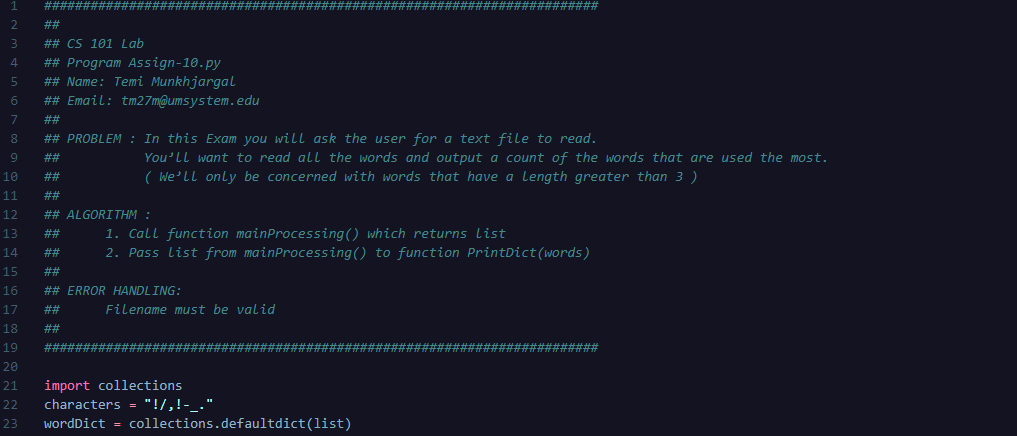 1 ########################################################################
2 ##
3 ## CS 101 Lab
4 ## Program Assign-10.py
5 ## Name: Temi Munkhjargal
6 ## Email: tm27m@umsystem.edu
7 ##
8 ## PROBLEM : In this Exam you will ask the user for a text file to read.
9 ##           You’ll want to read all the words and output a count of the words that are used the most.
10 ##           ( We’ll only be concerned with words that have a length greater than 3 )
11 ##
12 ## ALGORITHM :
13 ##      1. Call function mainProcessing() which returns list
14 ##      2. Pass list from mainProcessing() to function PrintDict(words)
15 ##
16 ## ERROR HANDLING:
17 ##      Filename must be valid
18 ##
19 ########################################################################
20
21 import collections
22 characters = "!/,!-_."
23 wordDict = collections.defaultdict(list)